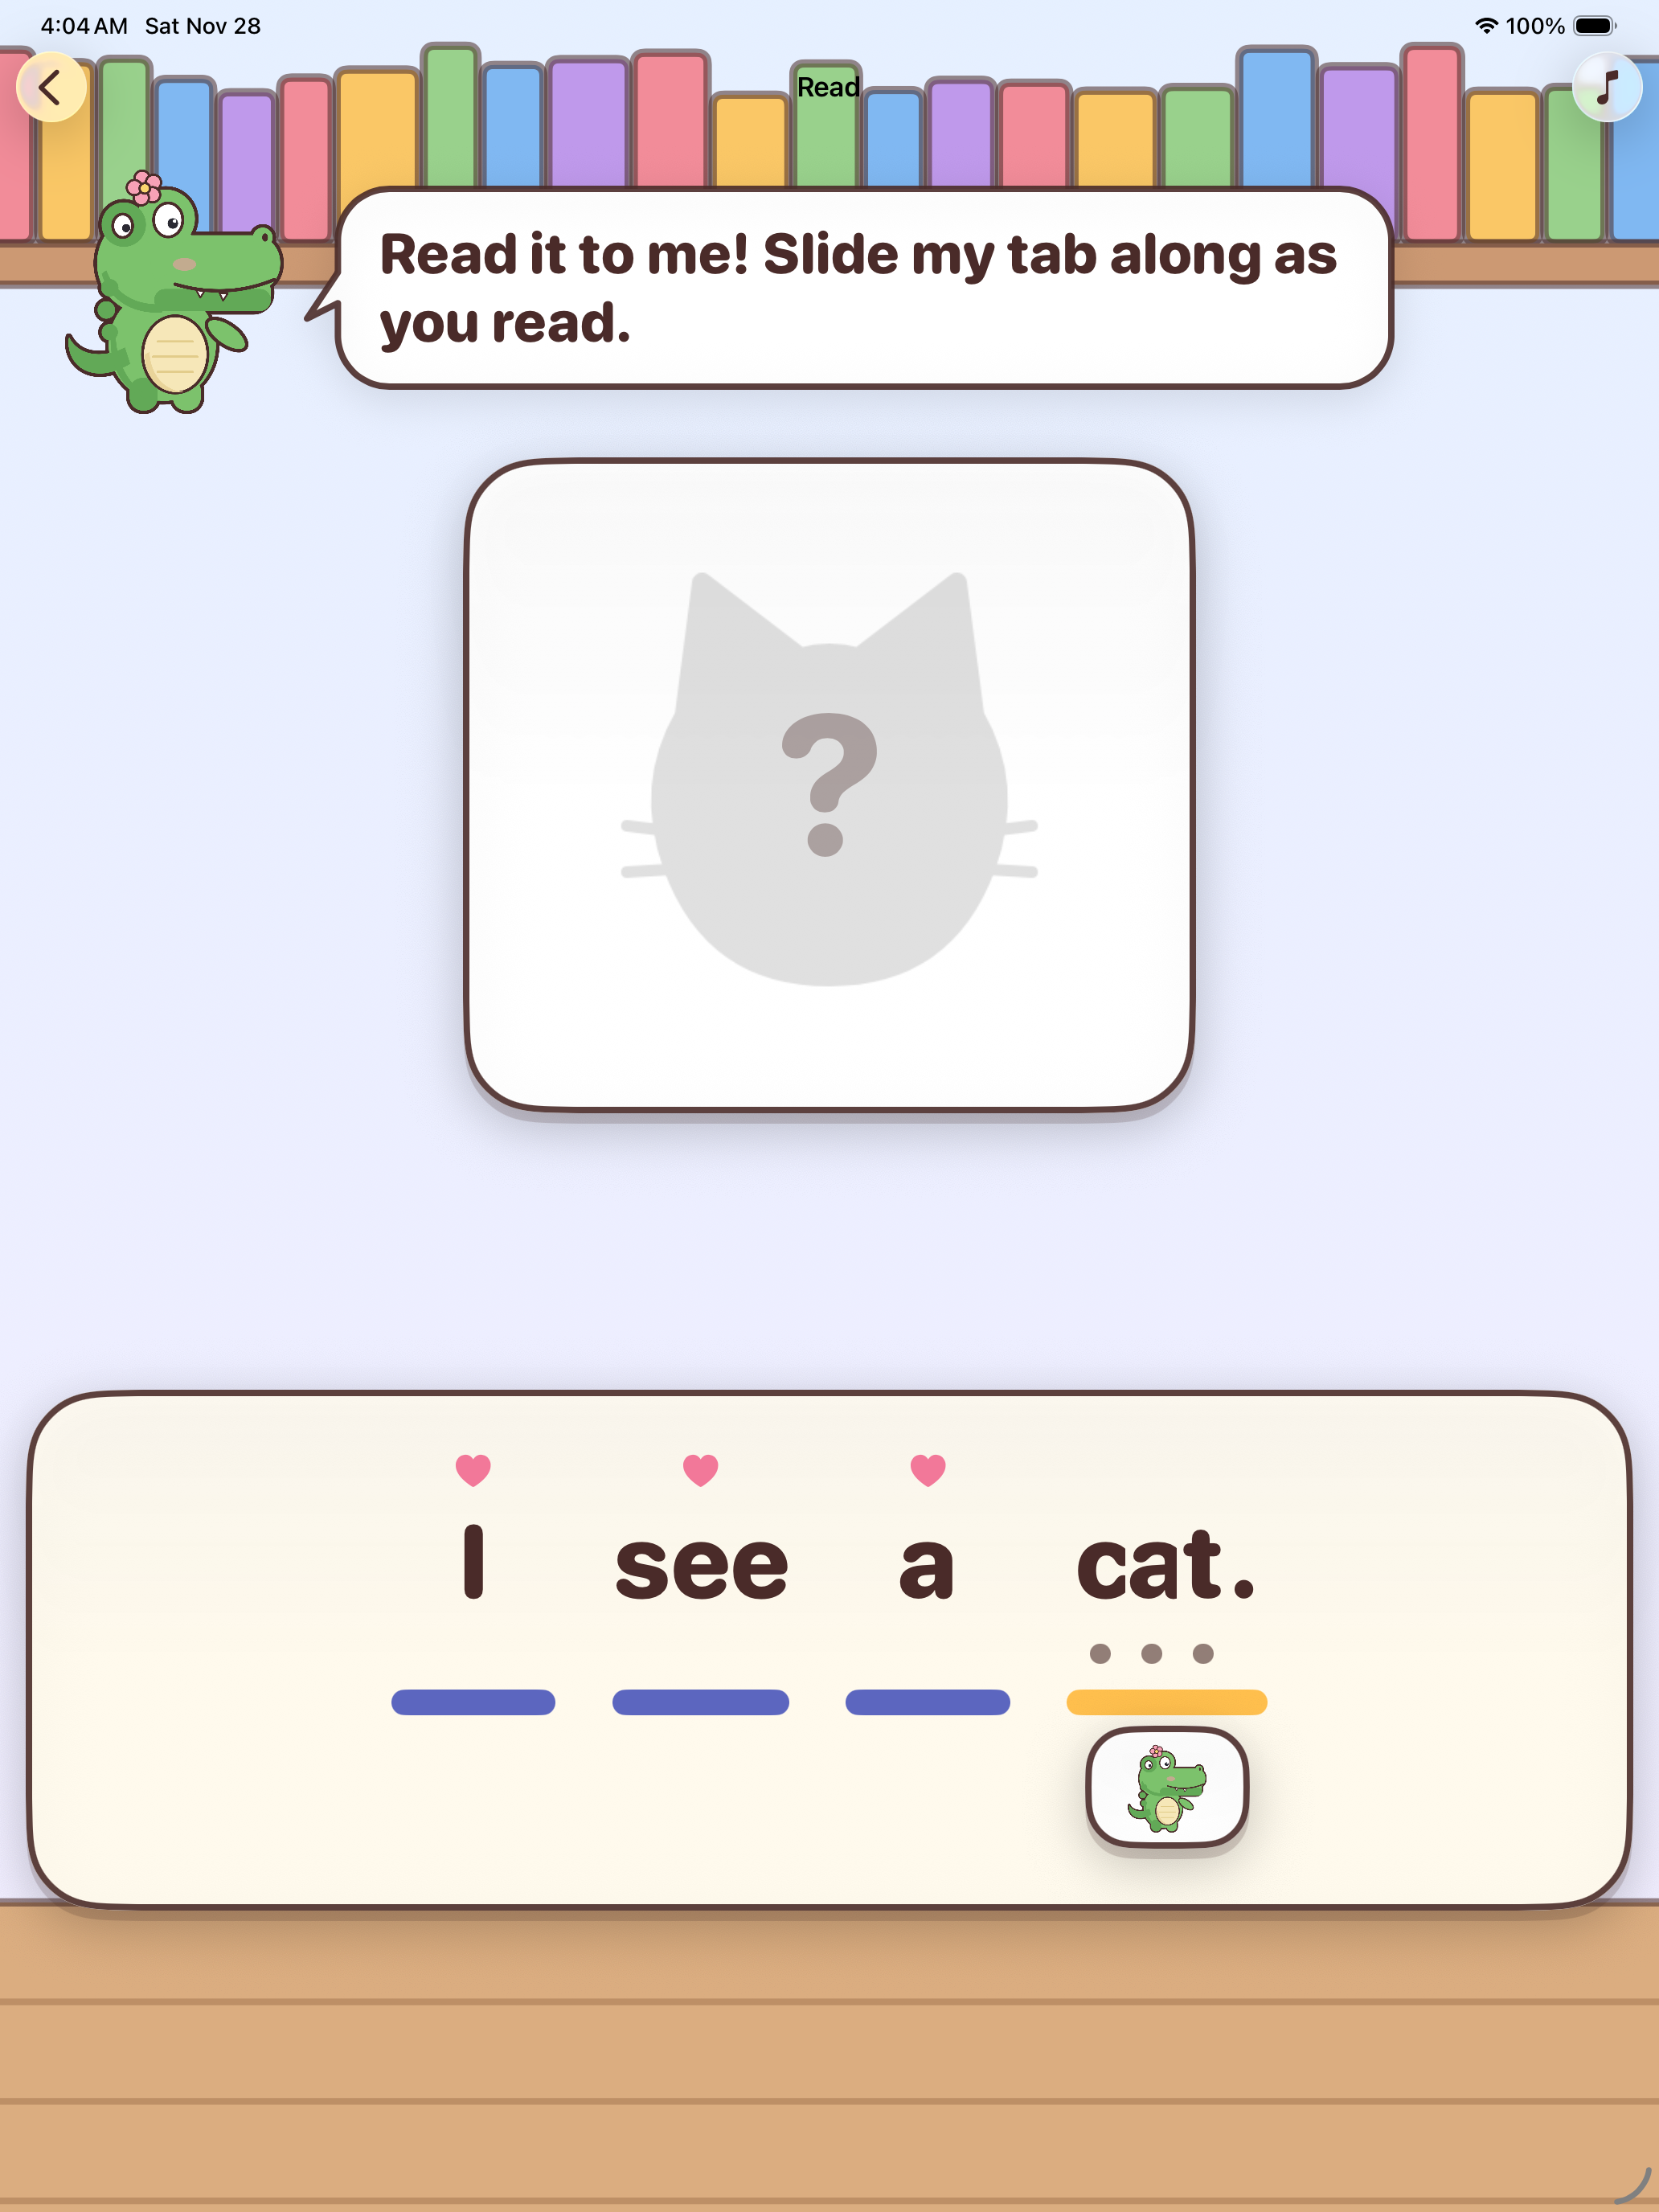 4:04 AM Sat Nov 28 100%
Read
Read it to me! Slide my tab along as
you read.
?
I see a cat.